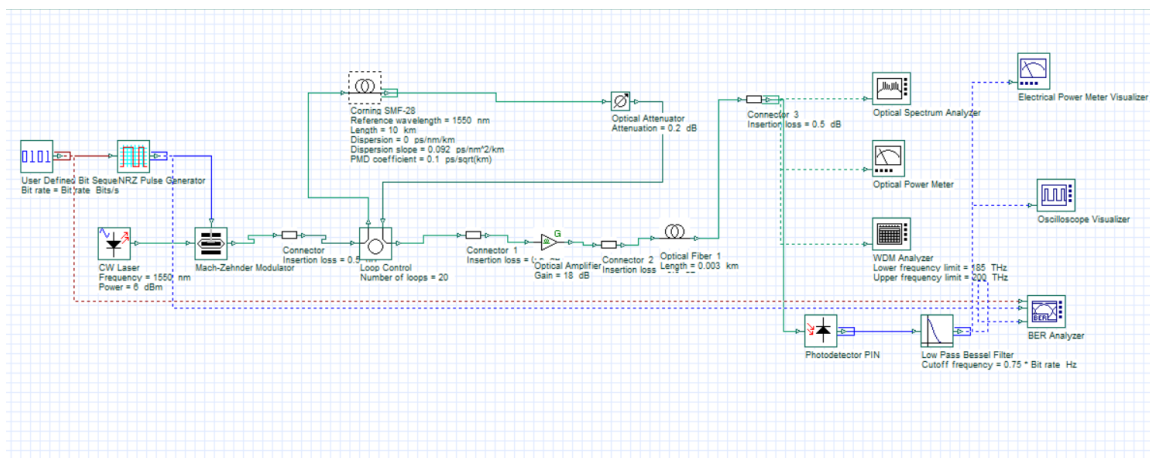 Electrical Power Meter Visualizer
Corning SMF-28
Reference wavelength = 1550 nm
Length = 10 km
Dispersion = 0 ps/nm/km
Dispersion slope = 0.092 ps/nm^2/km
PMD coefficient = 0.1 ps/sqrt(km)
Optical Attenuator
Attenuation = 0.2 dB
Connector 3
Insertion loss = 0.5 dB
Optical Spectrum Analyzer
0101
User Defined Bit Seque
Bit rate = Bit rate Bits/s
NRZ Pulse Generator
Optical Power Meter
Oscilloscope Visualizer
CW Laser
Frequency = 1550 nm
Power = 6 dBm
Mach-Zehnder Modulator
Connector
Insertion loss = 0.5
Loop Control
Number of loops = 20
Connector 1
Insertion loss =
G
Optical Amplifier
Gain = 18 dB
Connector 2
Insertion loss
Optical Fiber 1
Length = 0.003 km
WDM Analyzer
Lower frequency limit = 185 THz
Upper frequency limit = 200 THz
BER
BER Analyzer
Photodetector PIN
Low Pass Bessel Filter
Cutoff frequency = 0.75 * Bit rate Hz